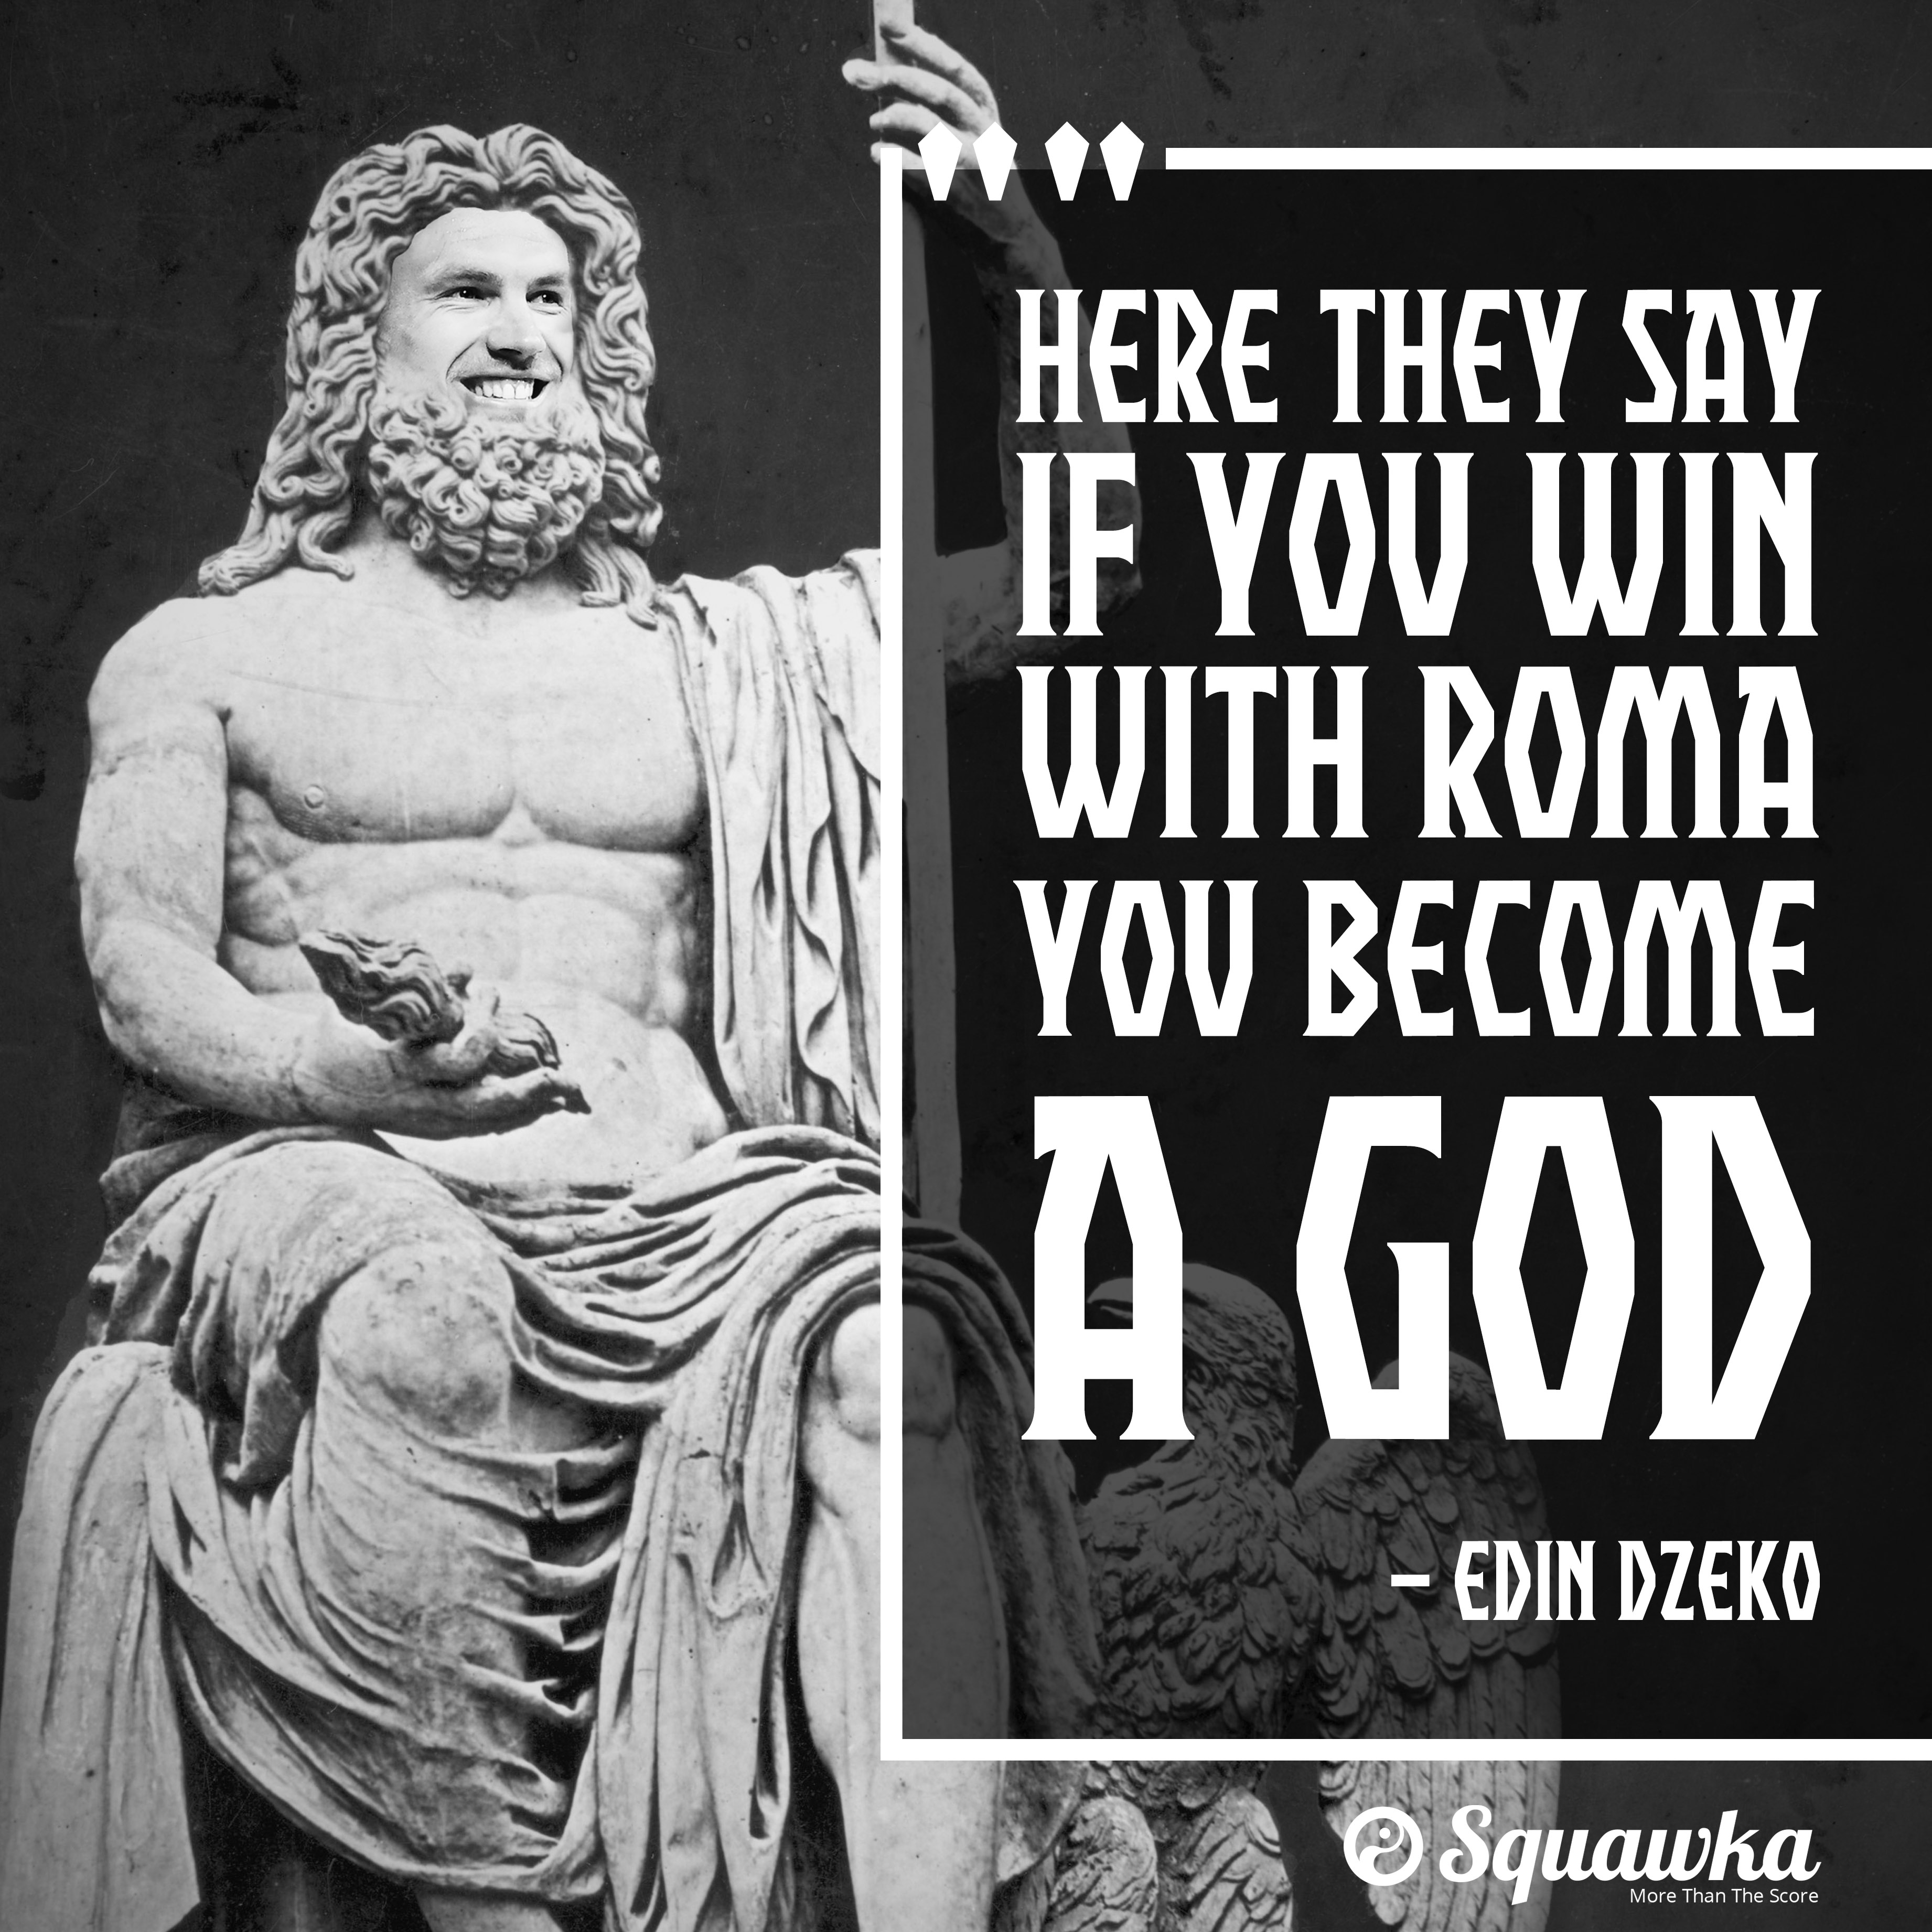 HERE THEY SAY
IF YOU WIN
WITH ROMA
YOU BECOME
A GOD
– EDIN DZEKO
Squawka
More Than The Score